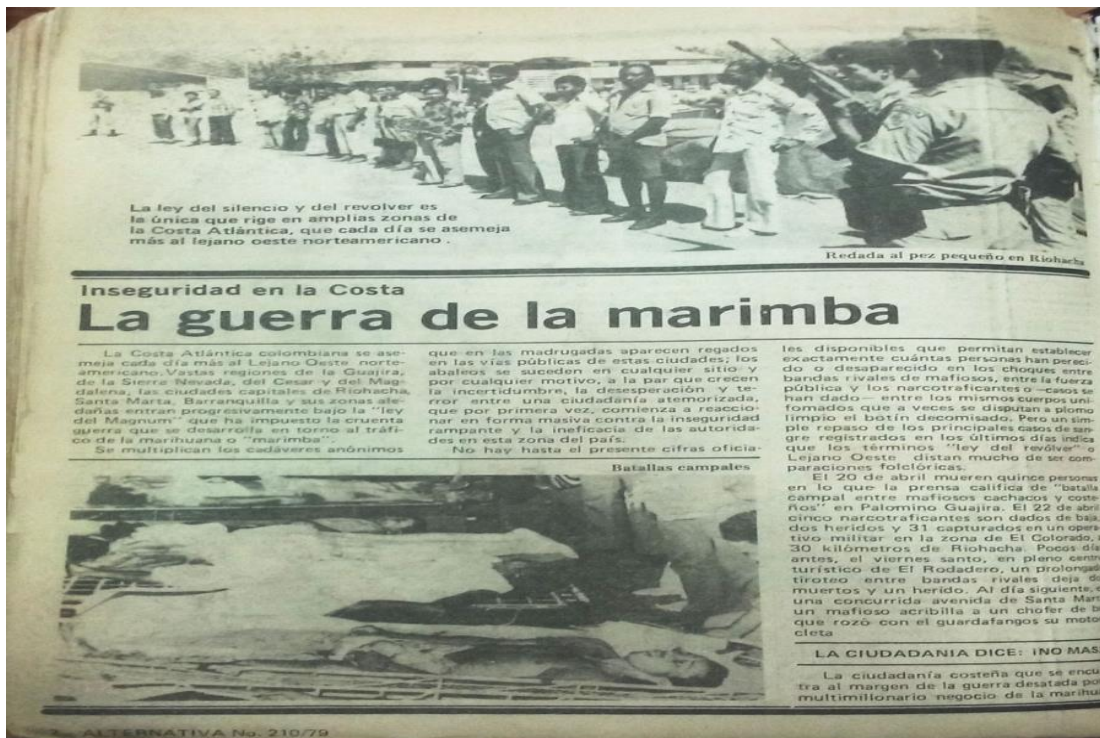 La ley del silencio y del revolver es
la única que rige en amplias zonas de
la Costa Atlàntica, que cada día se asemeja
más al lejano oeste norteamericano .
Redada al pez pequeño en Riohacha
Inseguridad en la Costa
La guerra de la marimba
La Costa Atlántica colombiana se ase-
meja cada día más al Lejano Oeste norte-
americano. Vastas regiones de la Guajira,
de la Sierra Nevada, del Cesar y del Mag-
dalena, las ciudades capitales de Riohacha,
Santa Marta, Barranquilla y sus zonas ale-
dañas entran progresivamente bajo la "ley
del Magnum" que ha impuesto la cruenta
guerra que se desarrolla en torno al tráfi-
co de la marihuana o "marimba".
Se multiplican los cadáveres anónimos
que en las madrugadas aparecen regados
en las vías públicas de estas ciudades; los
abaleos se suceden en cualquier sitio y
por cualquier motivo, a la par que crecen
la incertidumbre, la desesperación y te-
rror entre una ciudadanía atemorizada,
que por primera vez, comienza a reaccio-
nar en forma masiva contra la inseguridad
rampante y la ineficacia de las autorida-
des en esta zona del país.
No hay hasta el presente cifras oficia-
les disponibles que permitan establecer
exactamente cuántas personas han pereci-
do o desaparecido en los choques entre
bandas rivales de mafiosos, entre la fuerza
pública y los narcotraficantes o —casos se
han dado— entre los mismos cuerpos uni-
formados que a veces se disputan a plomo
limpio el botín decomisado. Pero un sim-
ple repaso de los principales casos de san-
gre registrados en los últimos días indica
que los términos "ley del revólver" o
Lejano Oeste distan mucho de ser com-
paraciones folclóricas.
El 20 de abril mueren quince personas
en lo que la prensa califica de "batalla
campal entre mafiosos cachacos y coste-
ños" en Palomino Guajira. El 22 de abril
cinco narcotraficantes son dados de baja,
dos heridos y 31 capturados en un opera-
tivo militar en la zona de El Colorado, a
30 kilómetros de Riohacha. Pocos día
antes, el viernes santo, en pleno centr
turístico de El Rodadero, un prolongad
tiroteo entre bandas rivales deja d
muertos y un herido. Al día siguiente, e
una concurrida avenida de Santa Mart
un mafioso acribilla a un chofer de b
que rozó con el guardafangos su moto
cleta
LA CIUDADANIA DICE: ¡NO MAS
La ciudadanía costeña que se encu
tra al margen de la guerra desatada po
multimillonario negocio de la marihu
Batallas campales
ALTERNATIVA No. 210/79